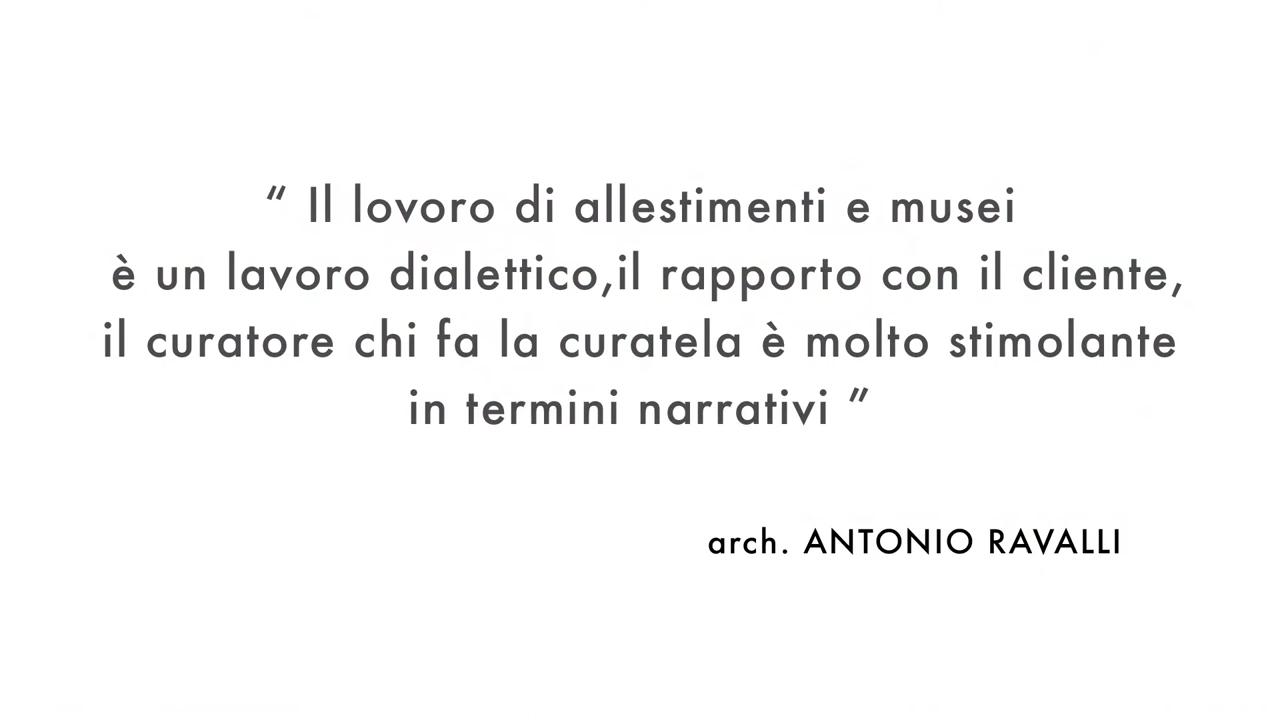 “ Il lovoro di allestimenti e musei
è un lavoro dialettico,il rapporto con il cliente,
il curatore chi fa la curatela è molto stimolante
in termini narrativi ”
arch. ANTONIO RAVALLI